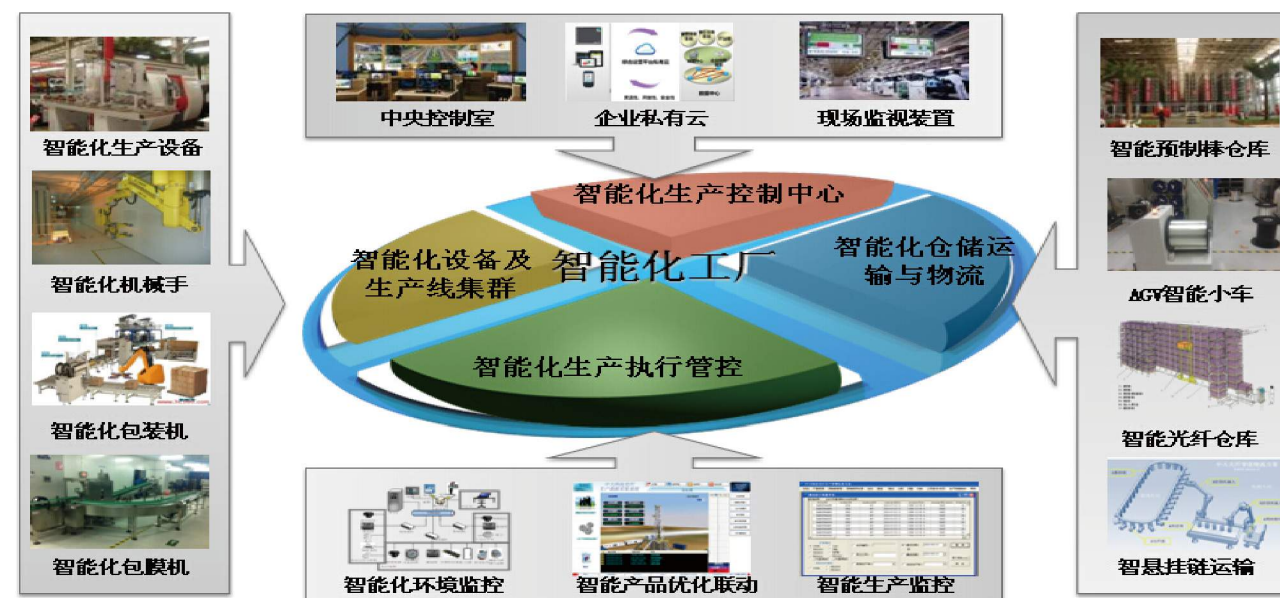 中央控制室
企业私有云
现场监视装置
智能化生产设备
智能化机械手
智能化包装机
智能化包膜机
智能化生产控制中心
智能化设备及
生产线集群
智能化工厂
智能化仓储运
输与物流
智能化生产执行管控
智能预制棒仓库
AGV智能小车
智能光纤仓库
智悬挂链运输
智能化环境监控
智能产品优化联动
智能生产监控